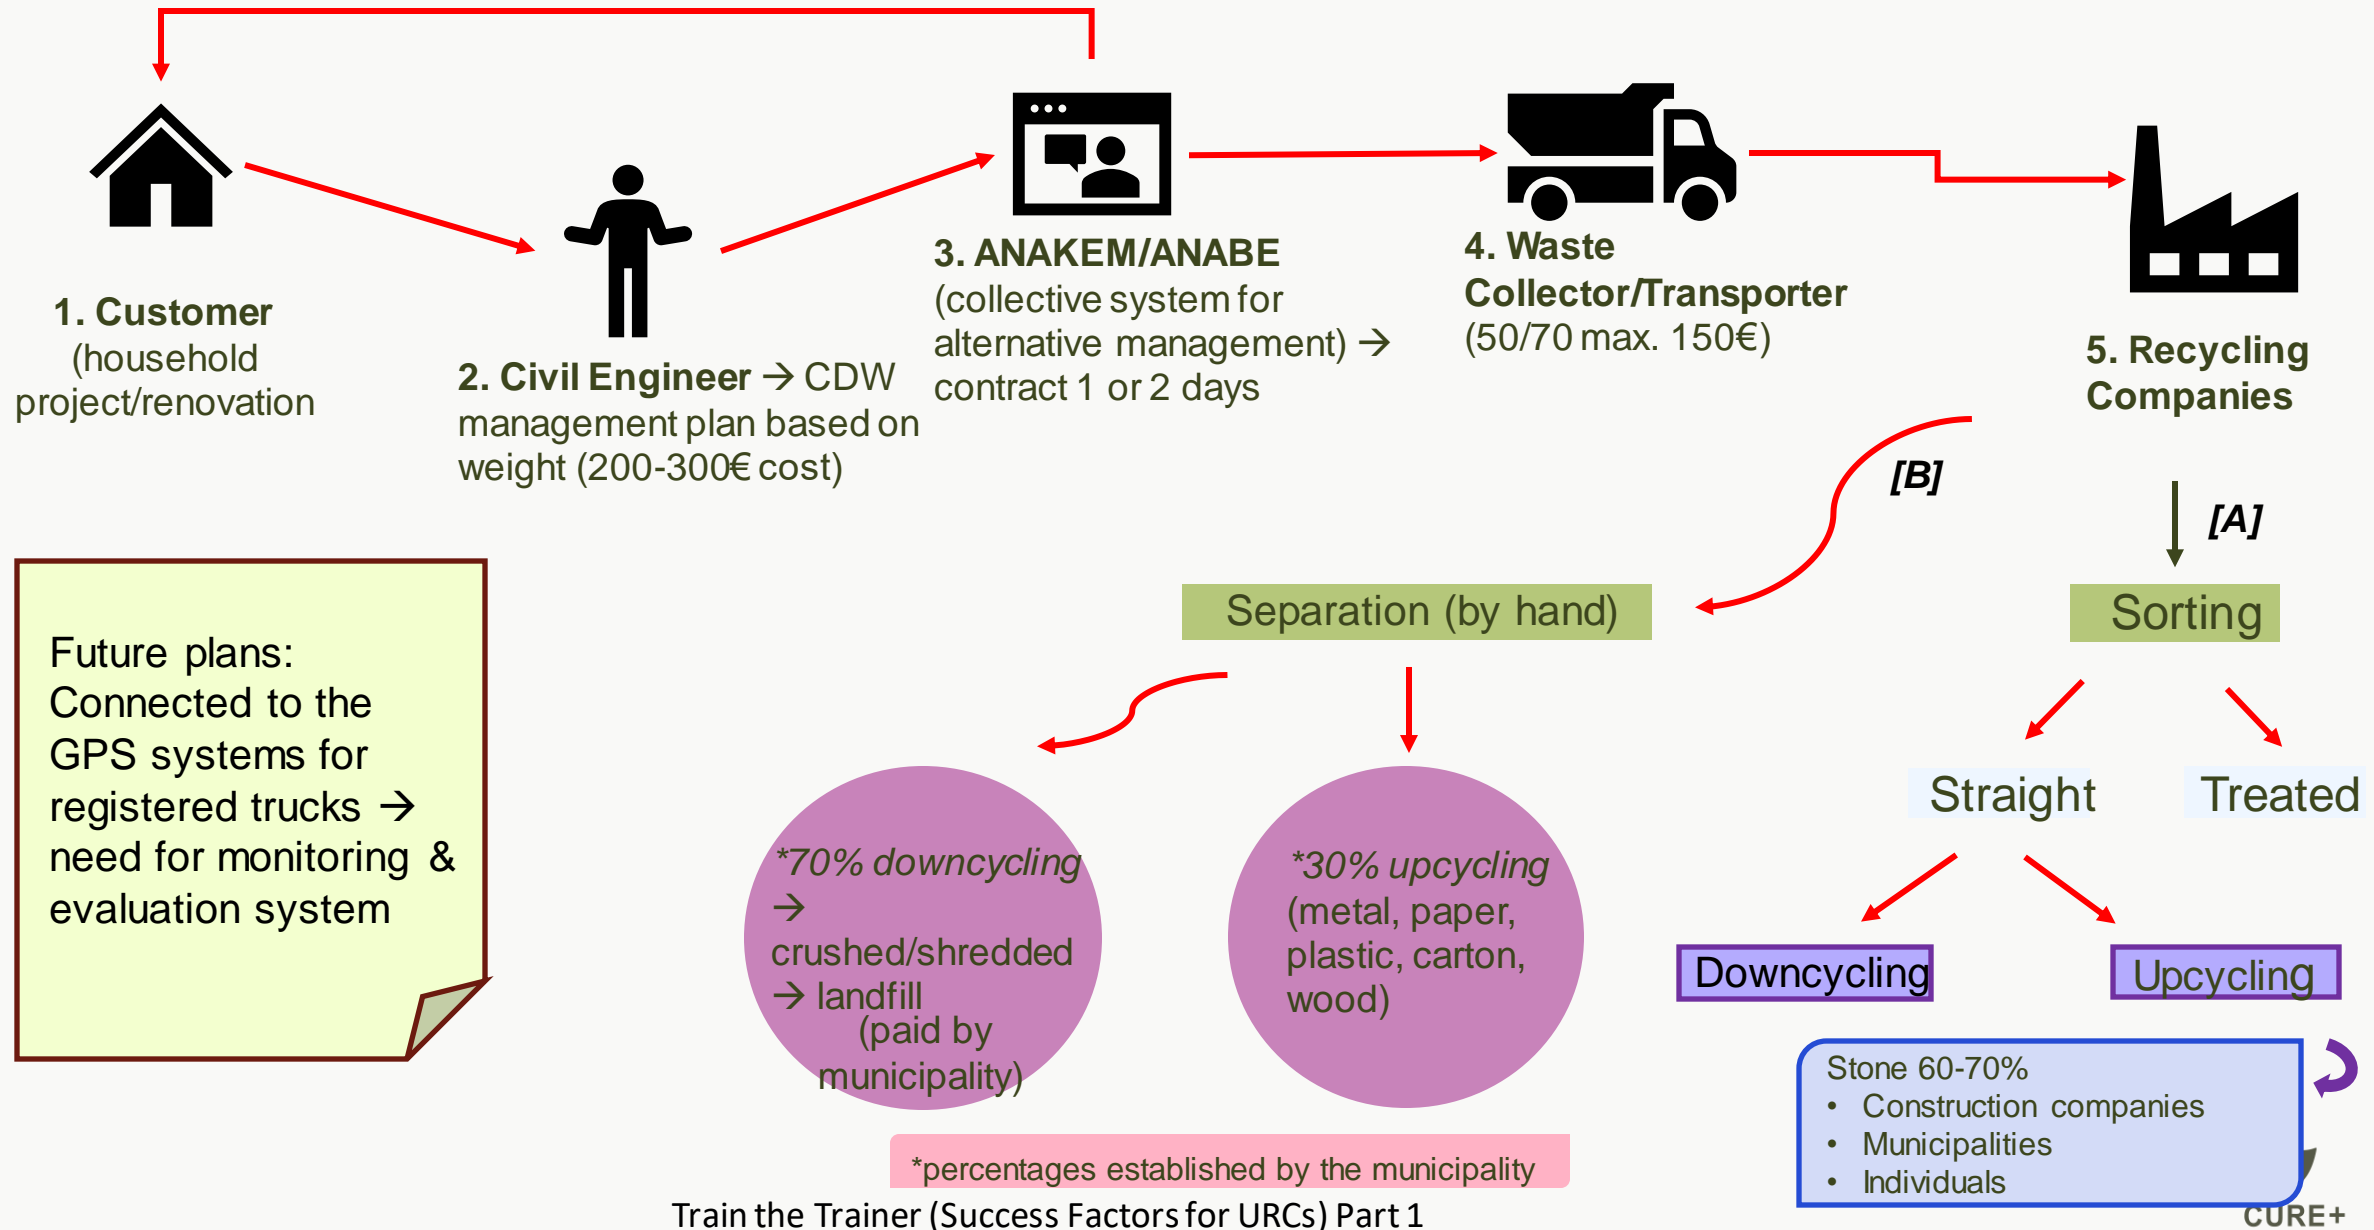 1. Customer
(household
project/renovation
2. Civil Engineer → CDW
management plan based on
weight (200-300€ cost)
3. ANAKEM/ANABE
(collective system for
alternative management) →
contract 1 or 2 days
4. Waste
Collector/Transporter
(50/70 max. 150€)
5. Recycling
Companies
[B]
[A]
Future plans:
Connected to the
GPS systems for
registered trucks →
need for monitoring &
evaluation system
Separation (by hand)
Sorting
Straight
Treated
*70% downcycling
→
crushed/shredded
→ landfill
(paid by
municipality)
*30% upcycling
(metal, paper,
plastic, carton,
wood)
Downcycling
Upcycling
Stone 60-70%
• Construction companies
• Municipalities
• Individuals
*percentages established by the municipality
Train the Trainer (Success Factors for URCs) Part 1
CURE+